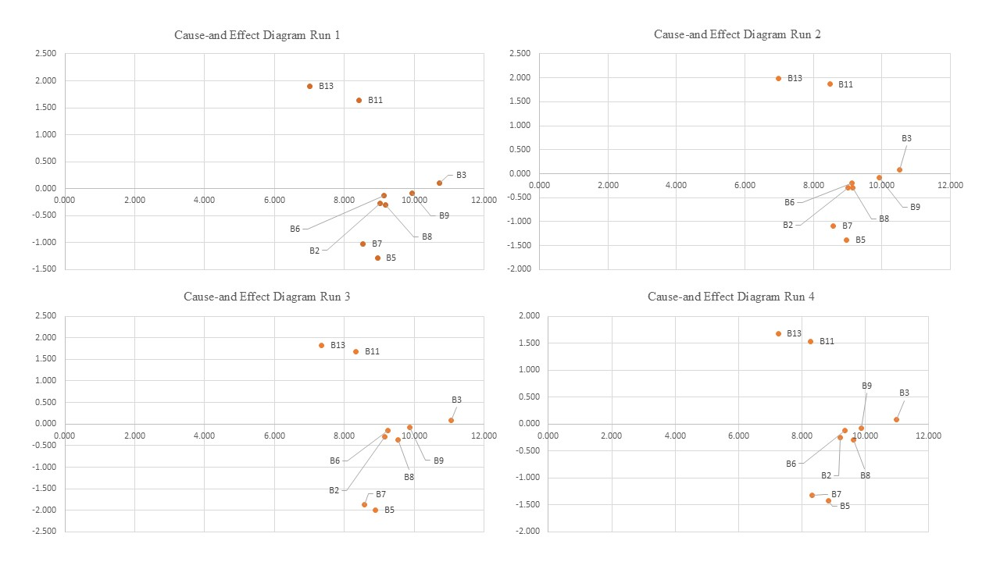 Cause-and Effect Diagram Run 1
2.500
2.000
1.500
1.000
0.500
0.000
-0.500
-1.000
-1.500
0.000 2.000 4.000 6.000 8.000 10.000 12.000
B13
B11
B3
B9
B6
B8
B2
B7
B5
Cause-and Effect Diagram Run 2
2.500
2.000
1.500
1.000
0.500
0.000
-0.500
-1.000
-1.500
-2.000
0.000 2.000 4.000 6.000 8.000 10.000 12.000
B13
B11
B3
B6
B9
B8
B2
B7
B5
Cause-and Effect Diagram Run 3
2.500
2.000
1.500
1.000
0.500
0.000
-0.500
-1.000
-1.500
-2.000
-2.500
0.000 2.000 4.000 6.000 8.000 10.000 12.000
B13
B11
B3
B6
B9
B8
B2
B7
B5
Cause-and Effect Diagram Run 4
2.000
1.500
1.000
0.500
0.000
-0.500
-1.000
-1.500
-2.000
0.000 2.000 4.000 6.000 8.000 10.000 12.000
B13
B11
B9
B3
B6
B2
B8
B7
B5